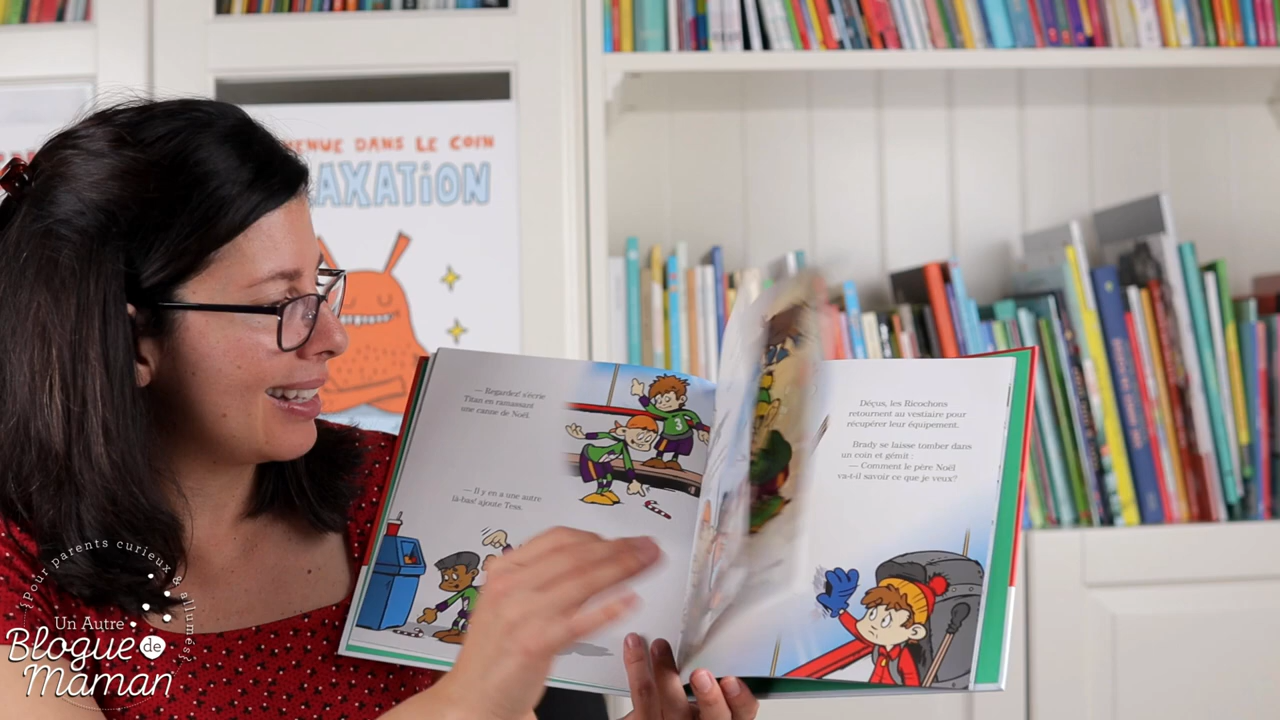 DANS LE COIN
— Regardez! s'écrie
Titan en ramassant
une canne de Noël.
— Il y en a une autre
là-bas! ajoute Tess.
3
Déçus, les Ricochons
retournent au vestiaire pour
récupérer leur équipement.
Brady se laisse tomber dans
un coin et gémit :
— Comment le père Noël
va-t-il savoir ce que je veux?
{Pour parents curieux & allumés}
Un Autre
Blogue de
Maman